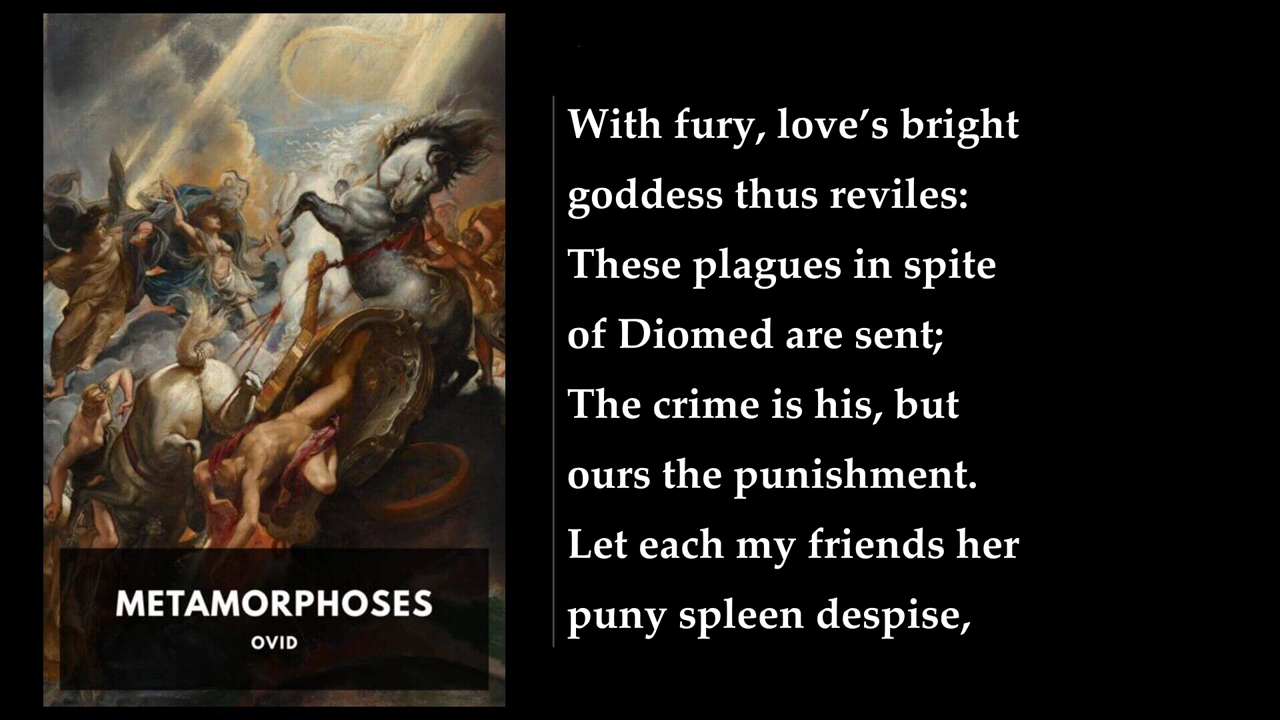 METAMORPHOSES
OVID
With fury, love’s bright
goddess thus reviles:
These plagues in spite
of Diomed are sent;
The crime is his, but
ours the punishment.
Let each my friends her
puny spleen despise,